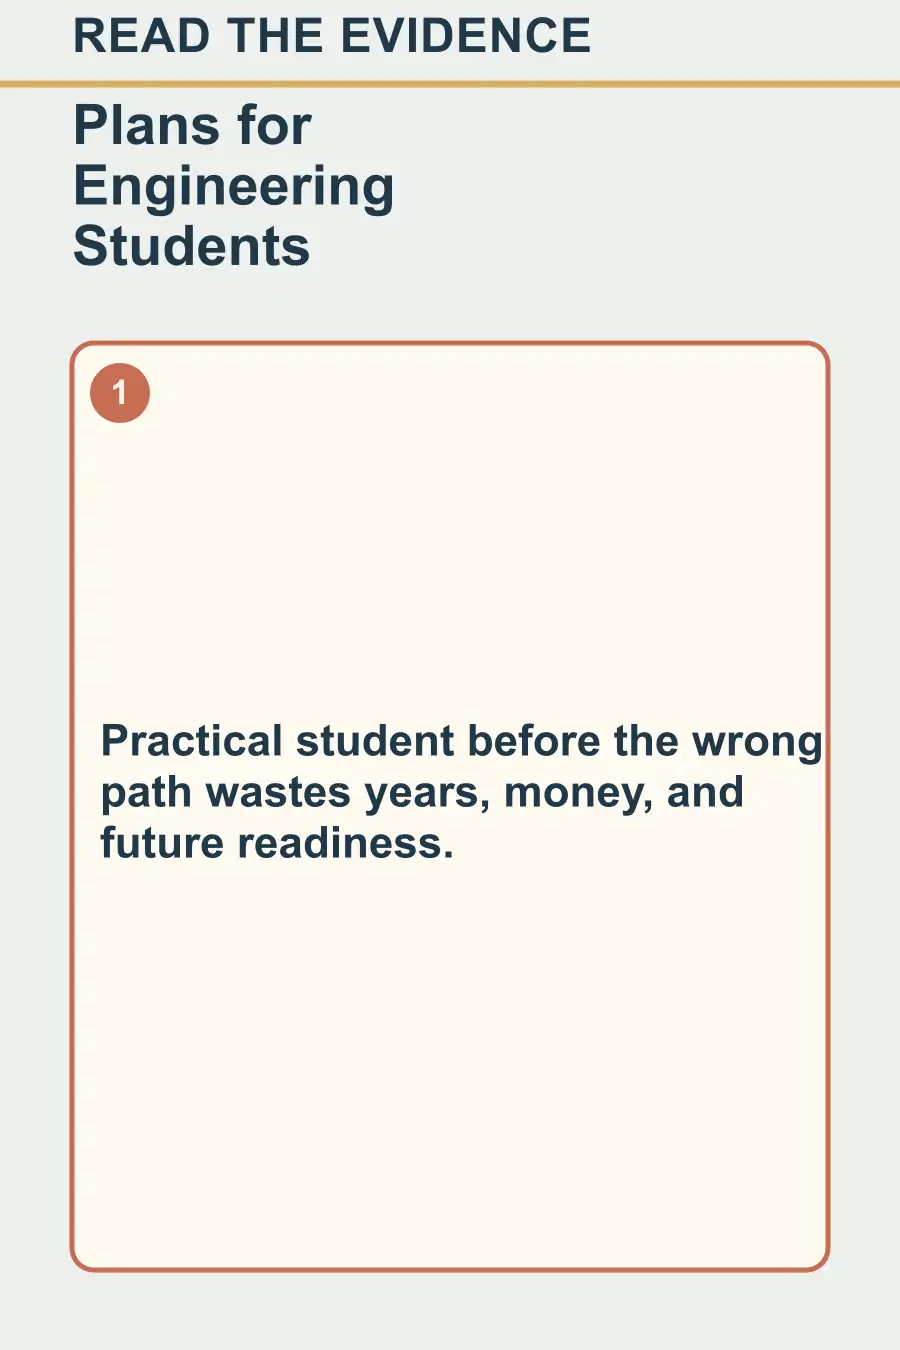 READ THE EVIDENCE
Plans for
Engineering
Students
1
Practical student before the wrong
path wastes years, money, and
future readiness.